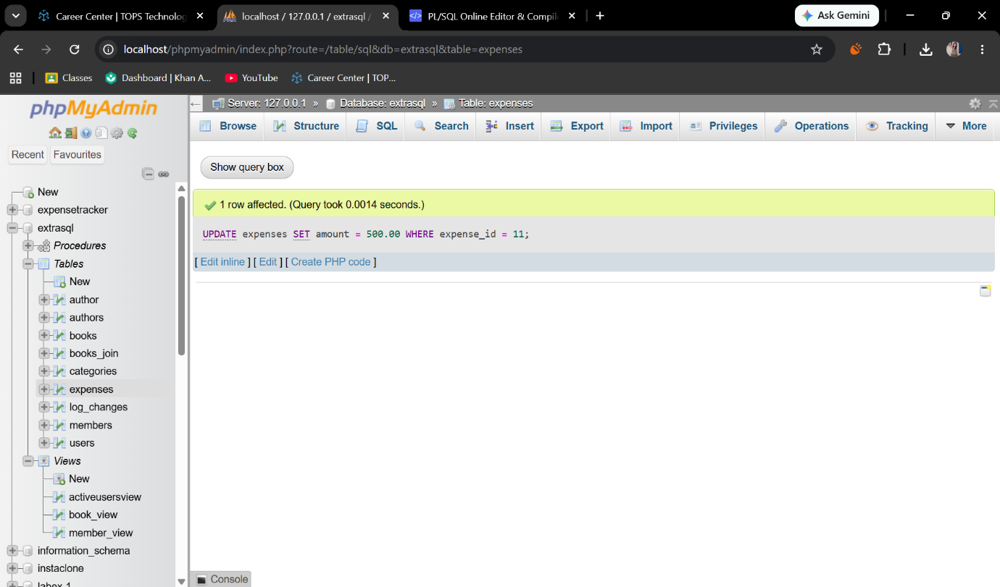 Career Center | TOPS Technolog
localhost / 127.0.0.1 / extrasql /
PL/SQL Online Editor & Compil
Ask Gemini
localhost/phpmyadmin/index.php?route=/table/sql&db=extrasql&table=expenses
Classes
Dashboard | Khan A...
YouTube
Career Center | TOP...
phpMyAdmin
Recent
Favourites
New
expensetracker
extrasql
Procedures
Tables
New
author
authors
books
books_join
categories
expenses
log_changes
members
users
Views
New
activeusersview
book_view
member_view
information_schema
instaclone
labex_1
Server: 127.0.0.1 » Database: extrasql » Table: expenses
Browse
Structure
SQL
Search
Insert
Export
Import
Privileges
Operations
Tracking
More
Show query box
1 row affected. (Query took 0.0014 seconds.)
UPDATE expenses SET amount = 500.00 WHERE expense_id = 11;
[ Edit inline ] [ Edit ] [ Create PHP code ]
Console